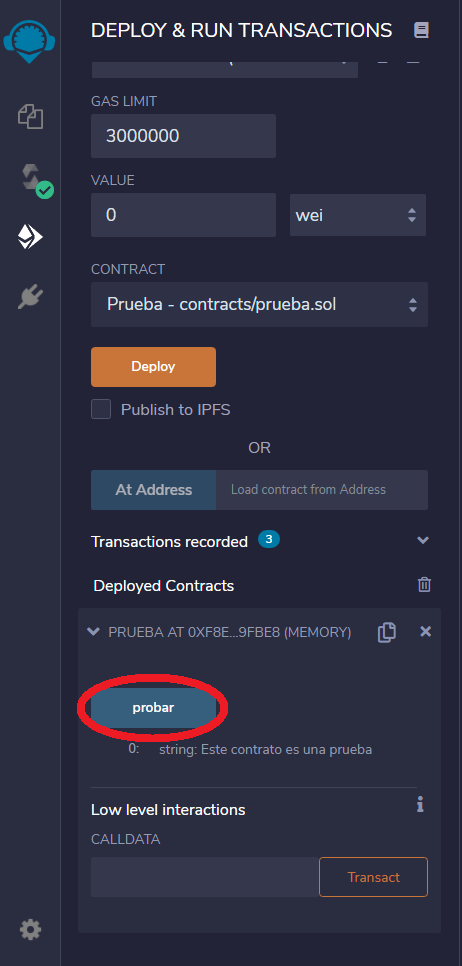 DEPLOY & RUN TRANSACTIONS
GAS LIMIT
3000000
VALUE
0 wei
CONTRACT
Prueba - contracts/prueba.sol
Deploy
Publish to IPFS
OR
At Address Load contract from Address
Transactions recorded 3
Deployed Contracts
PRUEBA AT 0XF8E...9FBE8 (MEMORY)
probar
0: string: Este contrato es una prueba
Low level interactions
CALLDATA
Transact